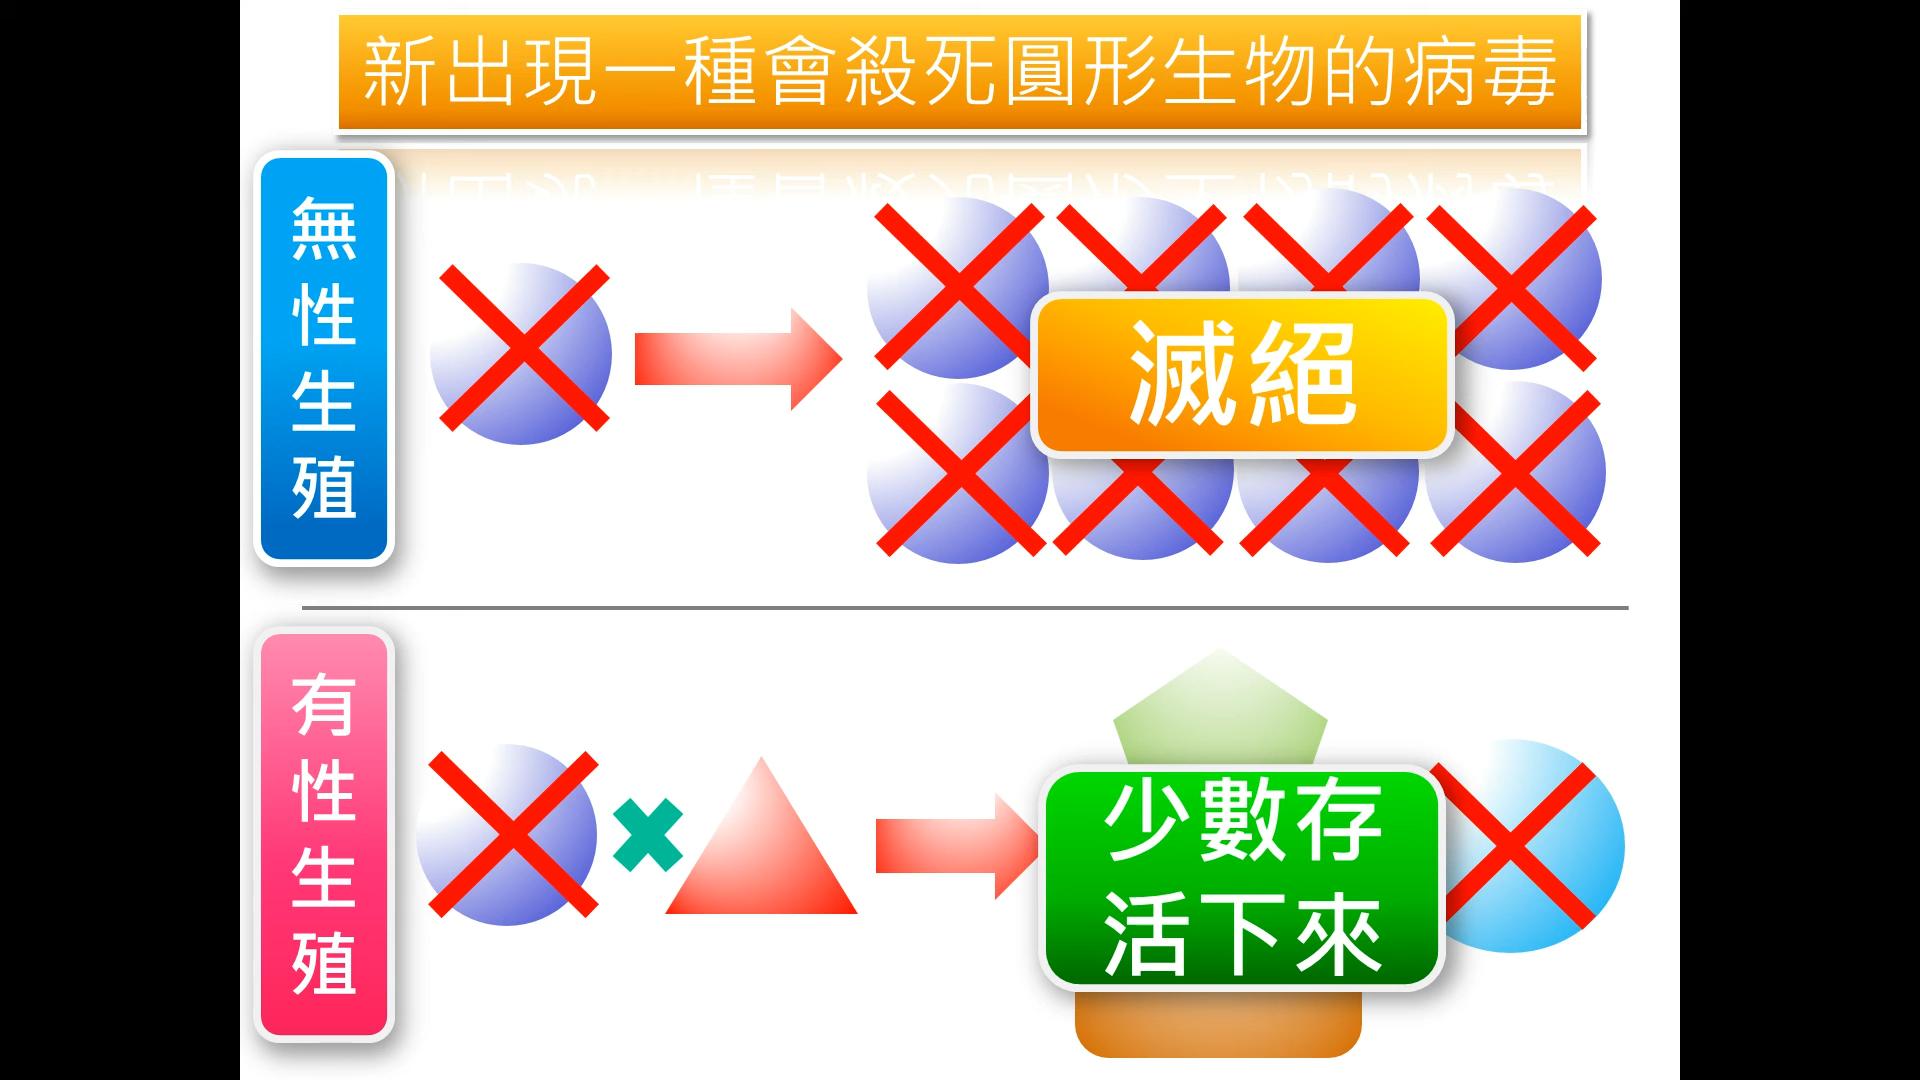 新出現一種會殺死圓形生物的病毒
無性生殖
滅絕
有性生殖
少數存
活下來